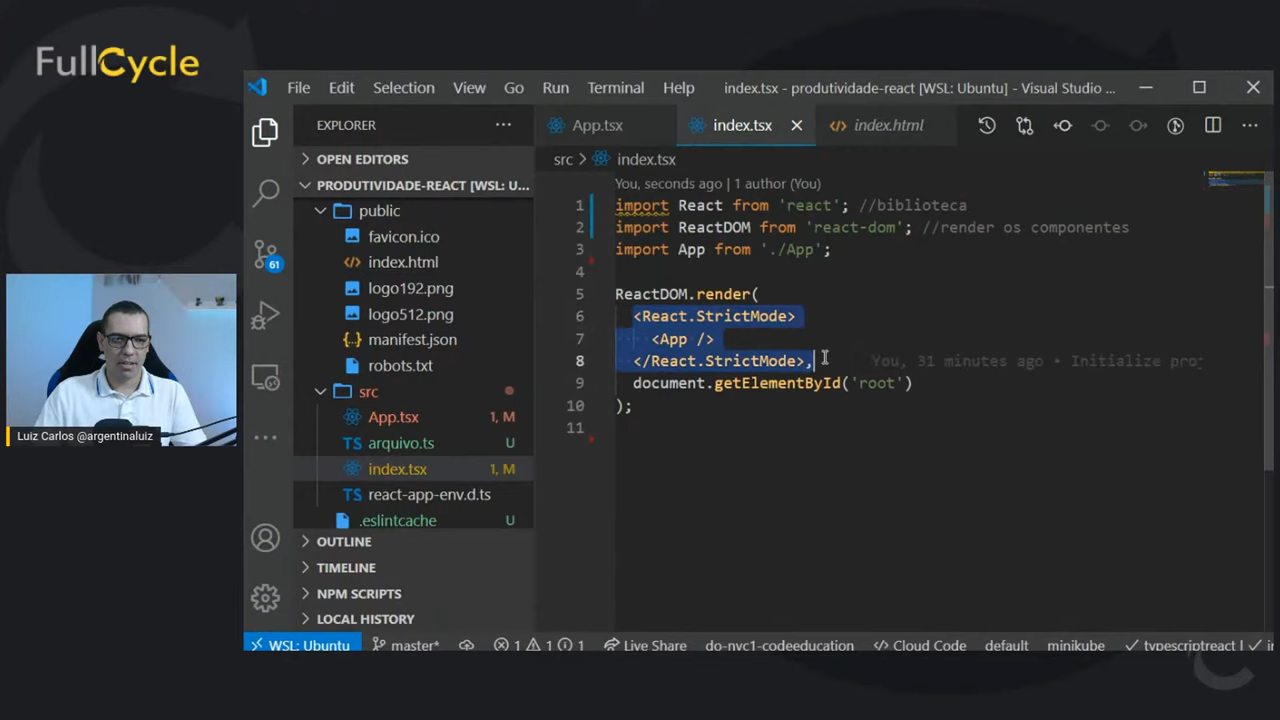 FullCycle
File Edit Selection View Go Run Terminal Help index.tsx - produtividade-react [WSL: Ubuntu] - Visual Studio ...
EXPLORER ...
App.tsx index.tsx index.html
OPEN EDITORS
src > index.tsx
PRODUTIVIDADE-REACT [WSL: U...
You, seconds ago | 1 author (You)
public
favicon.ico
index.html
logo192.png
logo512.png
manifest.json
robots.txt
src
App.tsx 1, M
TS arquivo.ts U
index.tsx 1, M
react-app-env.d.ts
.eslintcache U
OUTLINE
TIMELINE
NPM SCRIPTS
LOCAL HISTORY
61
1 import React from 'react'; //biblioteca
2 import ReactDOM from 'react-dom'; //render os componentes
3 import App from './App';
4
5 ReactDOM.render(
6 <React.StrictMode>
7 <App />
8 </React.StrictMode>, You, 31 minutes ago • Initialize pro
9 document.getElementById('root')
10 );
11
Luiz Carlos @argentinaluiz
WSL: Ubuntu master* 1 1 1 Live Share do-nyc1-codeeducation Cloud Code default minikube typescriptreact